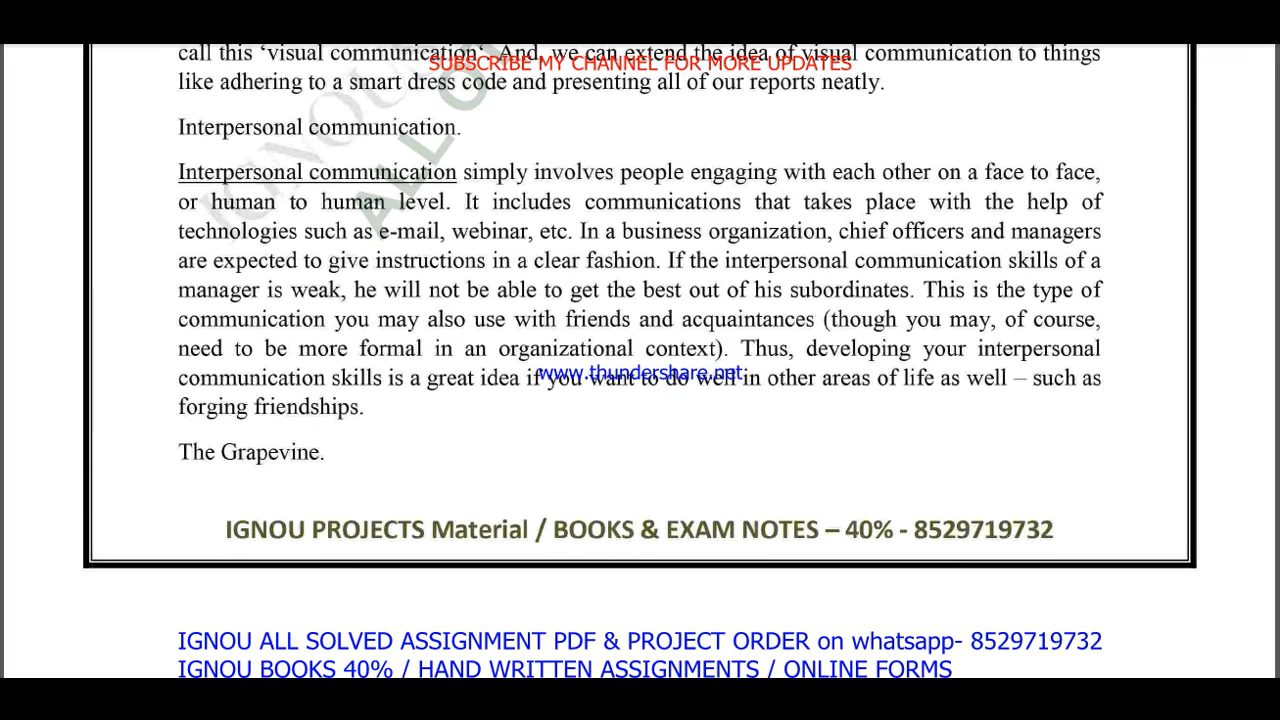 call this ‘visual communication‘. And, we can extend the idea of visual communication to things
SUBSCRIBE MY CHANNEL FOR MORE UPDATES
like adhering to a smart dress code and presenting all of our reports neatly.
Interpersonal communication.
Interpersonal communication simply involves people engaging with each other on a face to face,
or human to human level. It includes communications that takes place with the help of
technologies such as e-mail, webinar, etc. In a business organization, chief officers and managers
are expected to give instructions in a clear fashion. If the interpersonal communication skills of a
manager is weak, he will not be able to get the best out of his subordinates. This is the type of
communication you may also use with friends and acquaintances (though you may, of course,
need to be more formal in an organizational context). Thus, developing your interpersonal
www.thundershare.net
communication skills is a great idea if you want to do well in other areas of life as well – such as
forging friendships.
The Grapevine.
IGNOU
ALL
IGNOU PROJECTS Material / BOOKS & EXAM NOTES – 40% - 8529719732
IGNOU ALL SOLVED ASSIGNMENT PDF & PROJECT ORDER on whatsapp- 8529719732
IGNOU BOOKS 40% / HAND WRITTEN ASSIGNMENTS / ONLINE FORMS